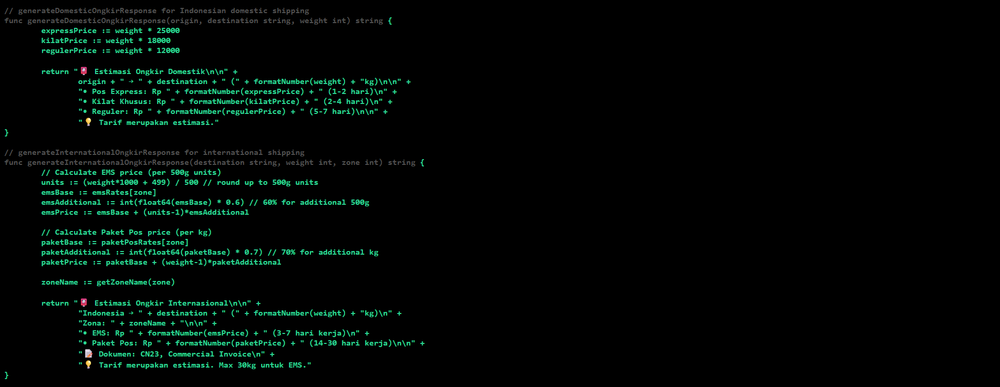 // generateDomesticOngkirResponse for Indonesian domestic shipping
func generateDomesticOngkirResponse(origin, destination string, weight int) string {
        expressPrice := weight * 25000
        kilatPrice := weight * 18000
        regulerPrice := weight * 12000

        return "📮 Estimasi Ongkir Domestik\n\n" +
                origin + " → " + destination + " (" + formatNumber(weight) + "kg)\n\n" +
                "• Pos Express: Rp " + formatNumber(expressPrice) + " (1-2 hari)\n" +
                "• Kilat Khusus: Rp " + formatNumber(kilatPrice) + " (2-4 hari)\n" +
                "• Reguler: Rp " + formatNumber(regulerPrice) + " (5-7 hari)\n\n" +
                "💡 Tarif merupakan estimasi."
}

// generateInternationalOngkirResponse for international shipping
func generateInternationalOngkirResponse(destination string, weight int, zone int) string {
        // Calculate EMS price (per 500g units)
        units := (weight*1000 + 499) / 500 // round up to 500g units
        emsBase := emsRates[zone]
        emsAdditional := int(float64(emsBase) * 0.6) // 60% for additional 500g
        emsPrice := emsBase + (units-1)*emsAdditional

        // Calculate Paket Pos price (per kg)
        paketBase := paketPosRates[zone]
        paketAdditional := int(float64(paketBase) * 0.7) // 70% for additional kg
        paketPrice := paketBase + (weight-1)*paketAdditional

        zoneName := getZoneName(zone)

        return "📮 Estimasi Ongkir Internasional\n\n" +
                "Indonesia → " + destination + " (" + formatNumber(weight) + "kg)\n" +
                "Zona: " + zoneName + "\n\n" +
                "• EMS: Rp " + formatNumber(emsPrice) + " (3-7 hari kerja)\n" +
                "• Paket Pos: Rp " + formatNumber(paketPrice) + " (14-30 hari kerja)\n\n" +
                "📝 Dokumen: CN23, Commercial Invoice\n" +
                "💡 Tarif merupakan estimasi. Max 30kg untuk EMS."
}